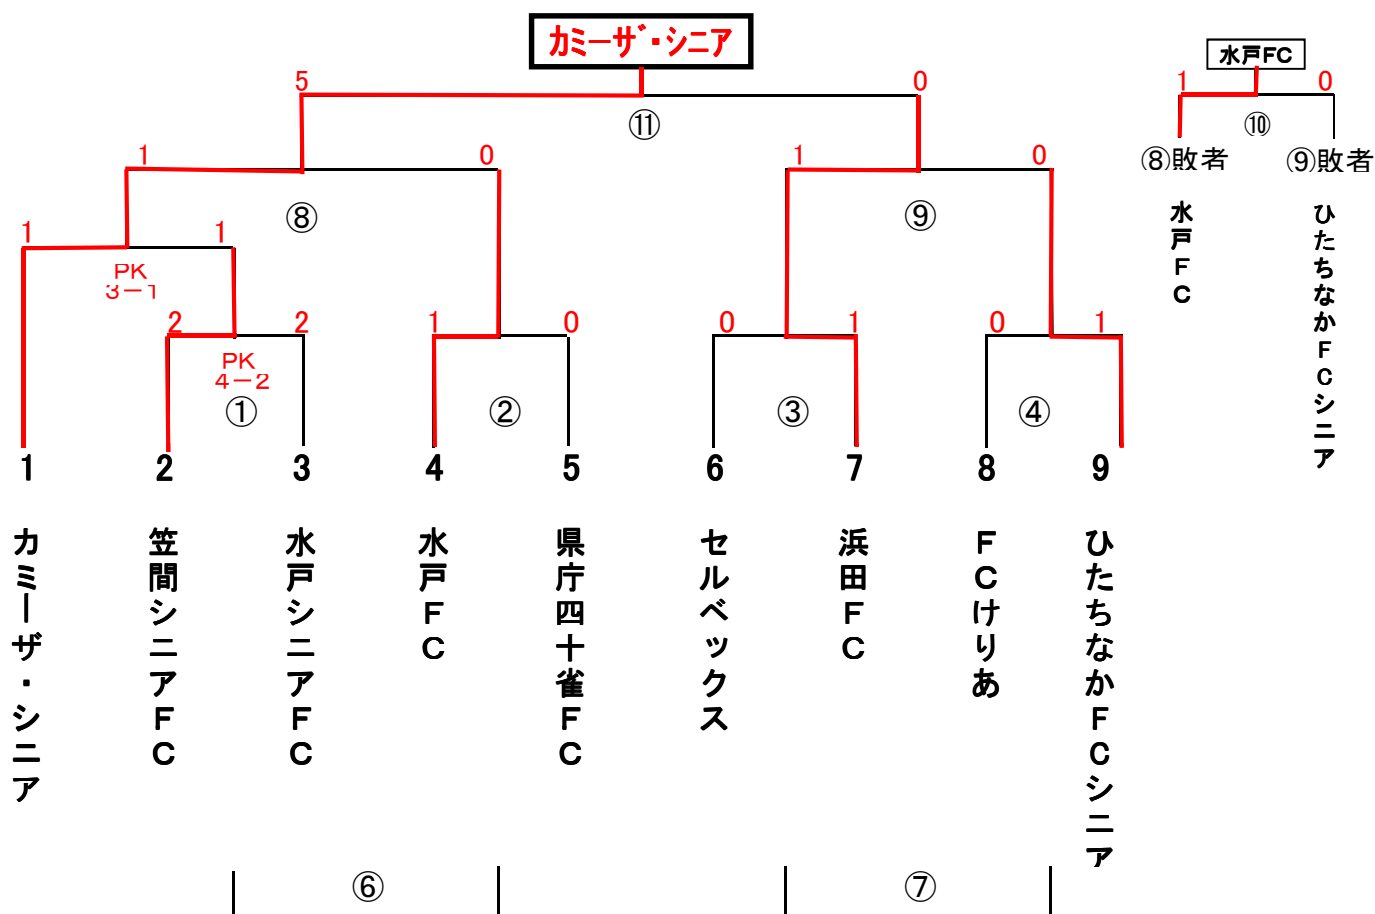 カミーザ・シニア
水戸FC
5
0
1
0
⑪
⑩
1
0
1
0
⑧敗者
⑨敗者
⑧
⑨
水戸FC
ひたちなかFCシニア
1
1
PK
3-1
2
2
1
0
0
1
0
1
PK
4-2
①
②
③
④
1
2
3
4
5
6
7
8
9
カミーザ・シニア
笠間シニアFC
水戸シニアFC
水戸FC
県庁四十雀FC
セルベックス
浜田FC
FCけりあ
ひたちなかFCシニア
⑥
⑦